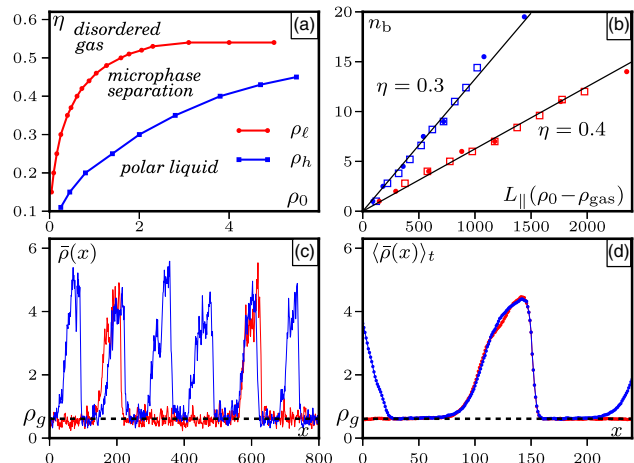 η (a)
disordered
gas
microphase
separation
polar liquid
ρℓ
ρh
ρ0
0.6
0.5
0.4
0.3
0.2
0.1
0 2 4
nb (b)
η = 0.3
η = 0.4
L∥(ρ0−ρgas)
20
15
10
5
0
0 500 1000 1500 2000
ρ̄(x) (c)
6
4
2
ρg
0
x
0 200 400 600 800
⟨ρ̄(x)⟩t (d)
6
4
2
ρg
0
x
0 50 100 150 200